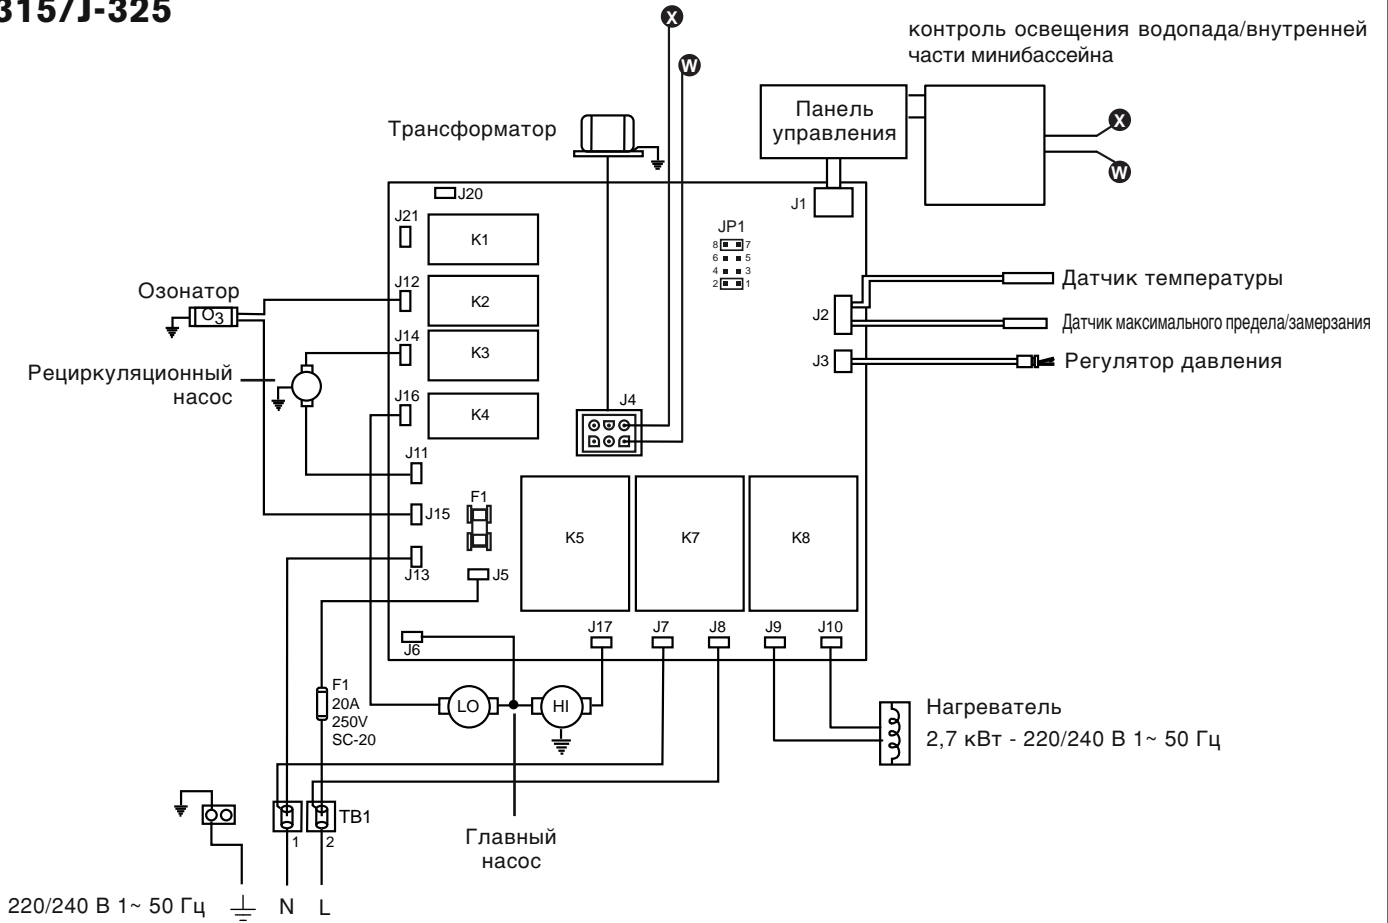 315/J-325
контроль освещения водопада/внутренней
части минибассейна
X
W
Панель
управления
X
W
Трансформатор
J20
J1
J21
K1
JP1
8 7
6 5
4 3
2 1
J12
K2
Озонатор
O3
Датчик температуры
J2
Датчик максимального предела/замерзания
J14
K3
J3
Регулятор давления
Рециркуляционный
насос
J16
K4
J4
J11
F1
J15
K5
K7
K8
J13
J5
J17
J7
J8
J9
J10
J6
F1
20A
250V
SC-20
LO
HI
Нагреватель
2,7 кВт - 220/240 В 1~ 50 Гц
TB1
1
2
Главный
насос
220/240 В 1~ 50 Гц
N
L